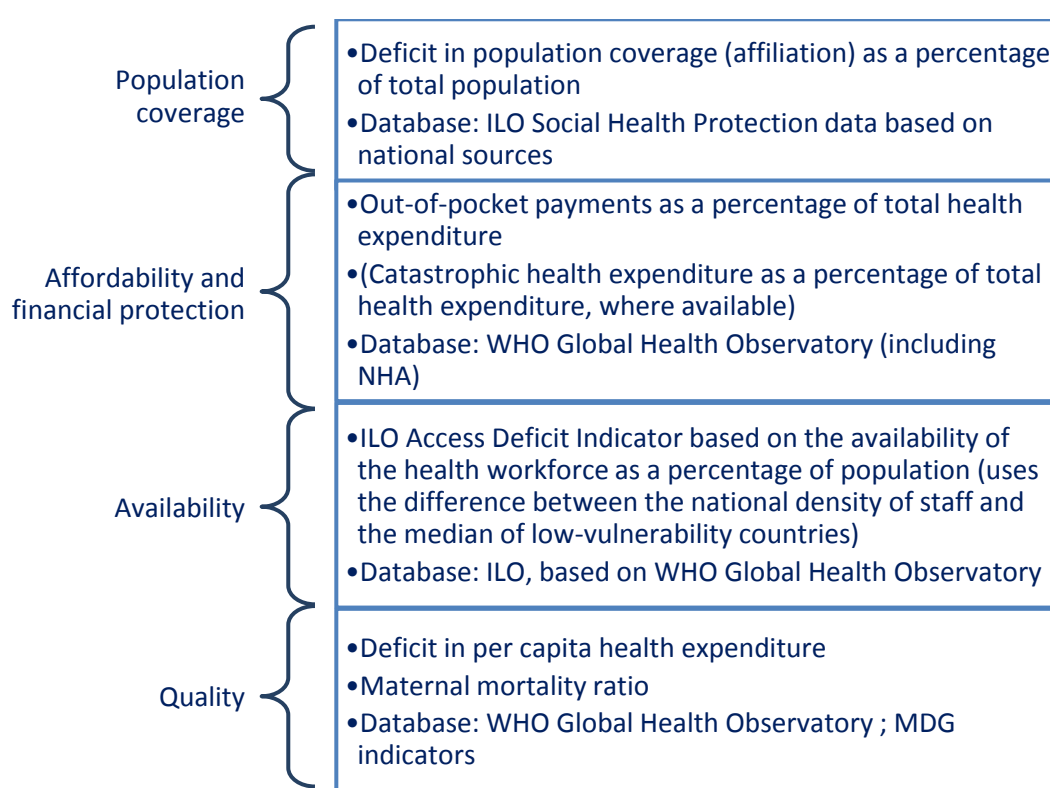 Population
coverage
•Deficit in population coverage (affiliation) as a percentage
of total population
•Database: ILO Social Health Protection data based on
national sources
Affordability and
financial protection
•Out-of-pocket payments as a percentage of total health
expenditure
•(Catastrophic health expenditure as a percentage of total
health expenditure, where available)
•Database: WHO Global Health Observatory (including
NHA)
Availability
•ILO Access Deficit Indicator based on the availability of
the health workforce as a percentage of population (uses
the difference between the national density of staff and
the median of low-vulnerability countries)
•Database: ILO, based on WHO Global Health Observatory
Quality
•Deficit in per capita health expenditure
•Maternal mortality ratio
•Database: WHO Global Health Observatory ; MDG
indicators